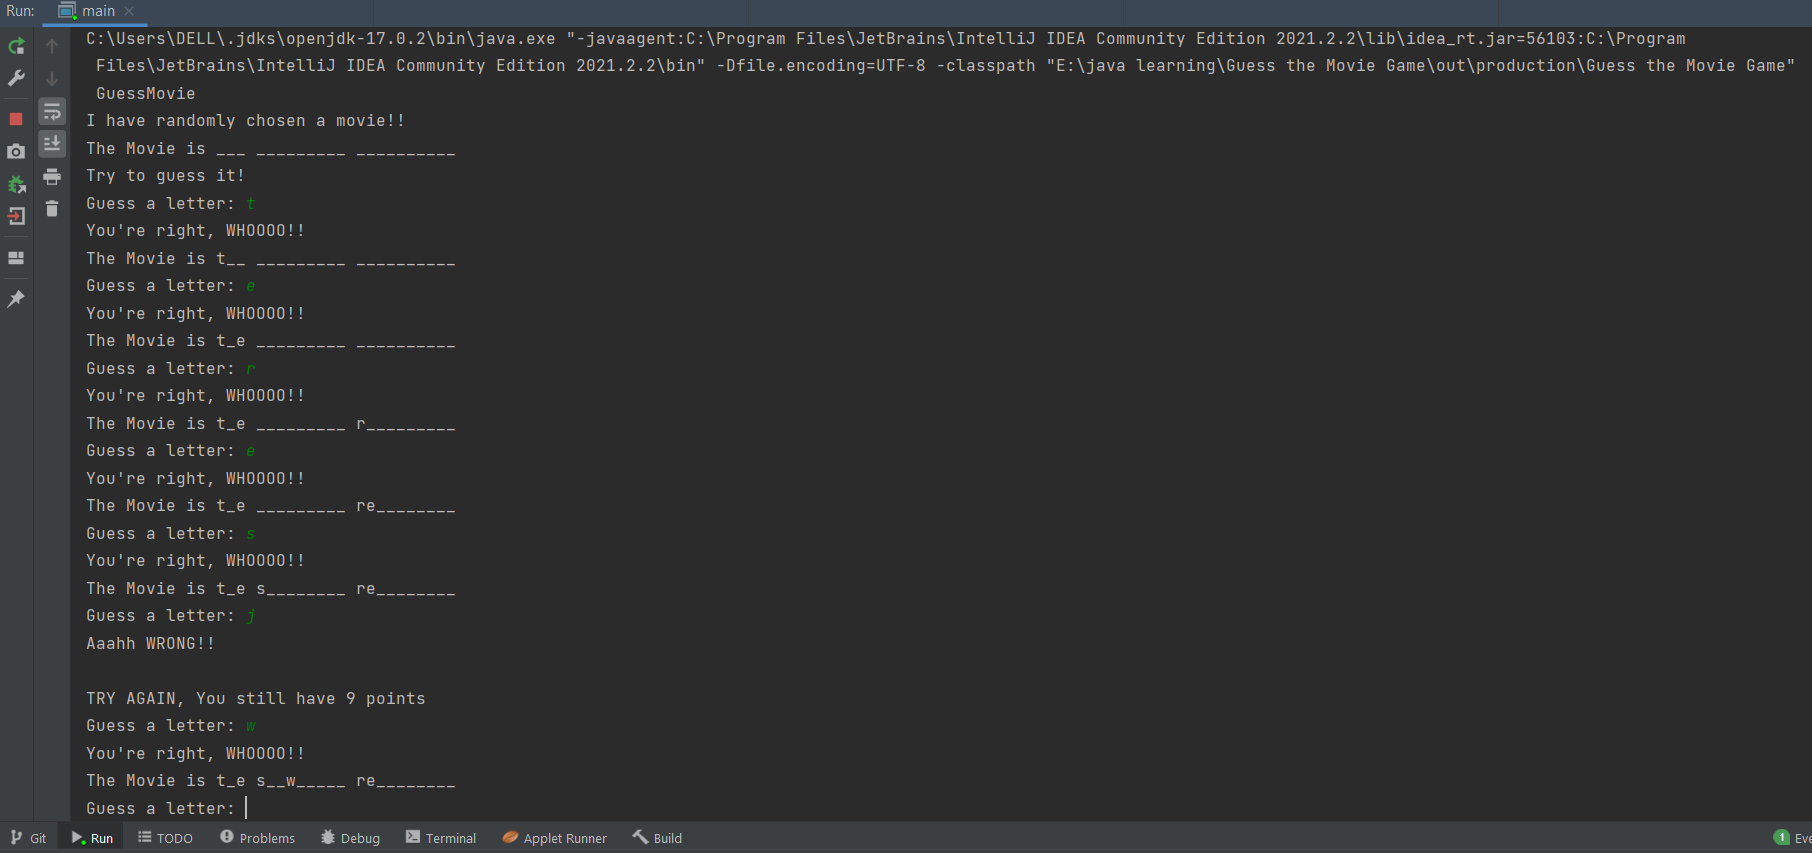 Run: main
C:\Users\DELL\.jdks\openjdk-17.0.2\bin\java.exe "-javaagent:C:\Program Files\JetBrains\IntelliJ IDEA Community Edition 2021.2.2\lib\idea_rt.jar=56103:C:\Program
Files\JetBrains\IntelliJ IDEA Community Edition 2021.2.2\bin" -Dfile.encoding=UTF-8 -classpath "E:\java learning\Guess the Movie Game\out\production\Guess the Movie Game"
GuessMovie
I have randomly chosen a movie!!
The Movie is ___ _________ __________
Try to guess it!
Guess a letter: t
You're right, WHOOOO!!
The Movie is t__ _________ __________
Guess a letter: e
You're right, WHOOOO!!
The Movie is t_e _________ __________
Guess a letter: r
You're right, WHOOOO!!
The Movie is t_e _________ r_________
Guess a letter: e
You're right, WHOOOO!!
The Movie is t_e _________ re________
Guess a letter: s
You're right, WHOOOO!!
The Movie is t_e s________ re________
Guess a letter: j
Aaahh WRONG!!
TRY AGAIN, You still have 9 points
Guess a letter: w
You're right, WHOOOO!!
The Movie is t_e s__w_____ re________
Guess a letter:
Git Run TODO Problems Debug Terminal Applet Runner Build 1 Eve